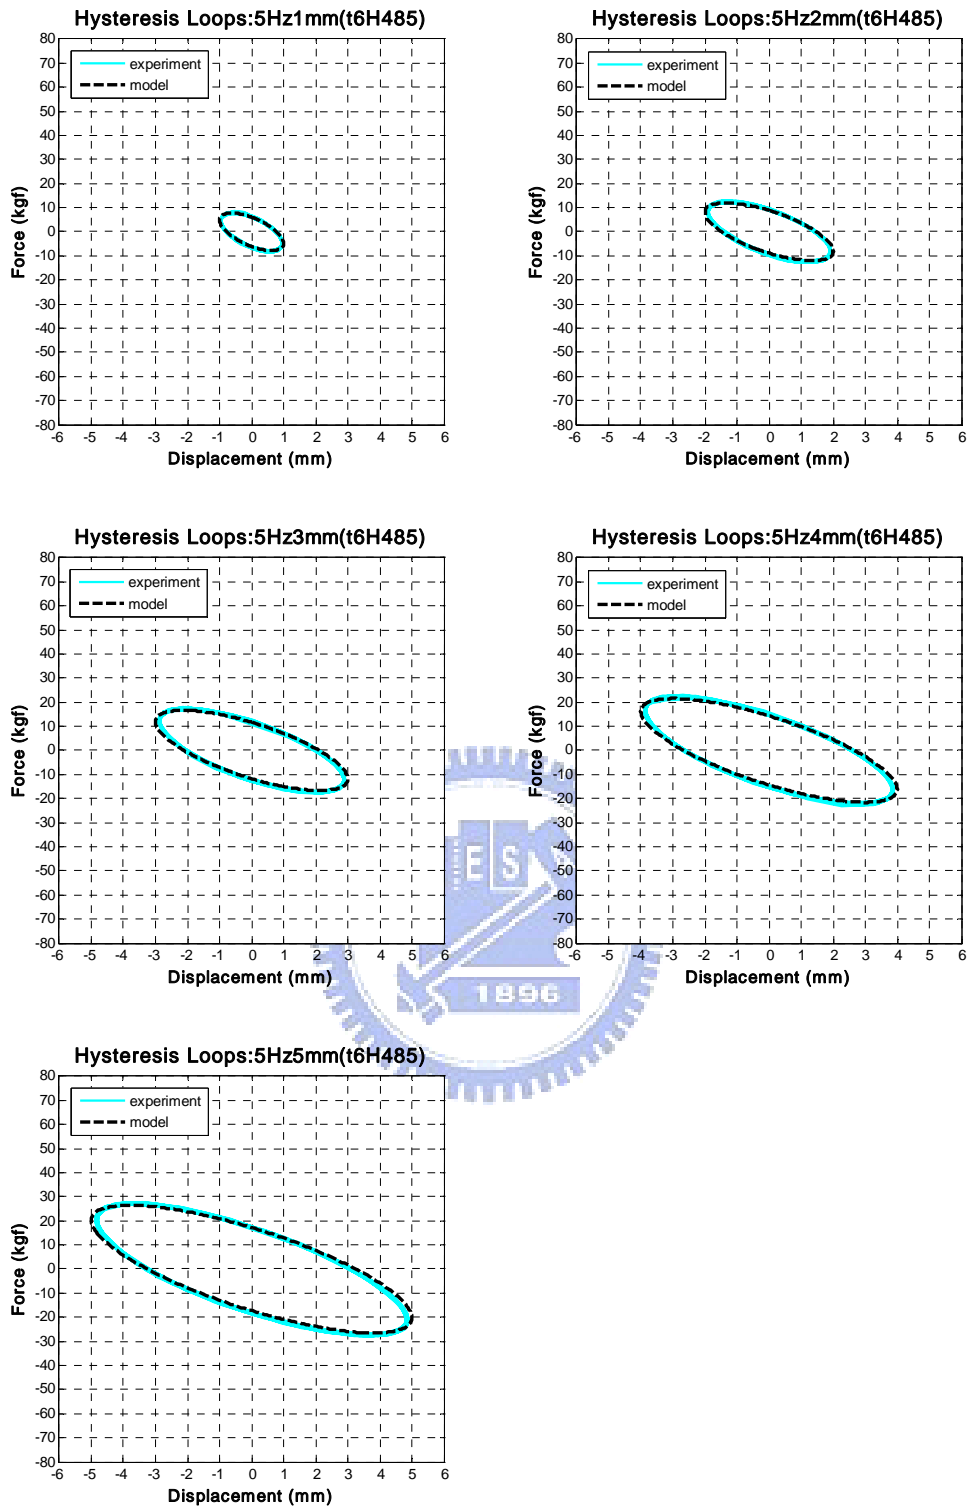 Hysteresis Loops:5Hz1mm(t6H485)
80
70
60
50
40
30
20
10
0
-10
-20
-30
-40
-50
-60
-70
-80
experiment
model
Force (kgf)
-6 -5 -4 -3 -2 -1 0 1 2 3 4 5 6
Displacement (mm)
Hysteresis Loops:5Hz2mm(t6H485)
80
70
60
50
40
30
20
10
0
-10
-20
-30
-40
-50
-60
-70
-80
experiment
model
Force (kgf)
-6 -5 -4 -3 -2 -1 0 1 2 3 4 5 6
Displacement (mm)
Hysteresis Loops:5Hz3mm(t6H485)
80
70
60
50
40
30
20
10
0
-10
-20
-30
-40
-50
-60
-70
-80
experiment
model
Force (kgf)
-6 -5 -4 -3 -2 -1 0 1 2 3 4 5 6
Displacement (mm)
Hysteresis Loops:5Hz4mm(t6H485)
80
70
60
50
40
30
20
10
0
-10
-20
-30
-40
-50
-60
-70
-80
experiment
model
Force (kgf)
-6 -5 -4 -3 -2 -1 0 1 2 3 4 5 6
Displacement (mm)
E S
1896
Hysteresis Loops:5Hz5mm(t6H485)
80
70
60
50
40
30
20
10
0
-10
-20
-30
-40
-50
-60
-70
-80
experiment
model
Force (kgf)
-6 -5 -4 -3 -2 -1 0 1 2 3 4 5 6
Displacement (mm)